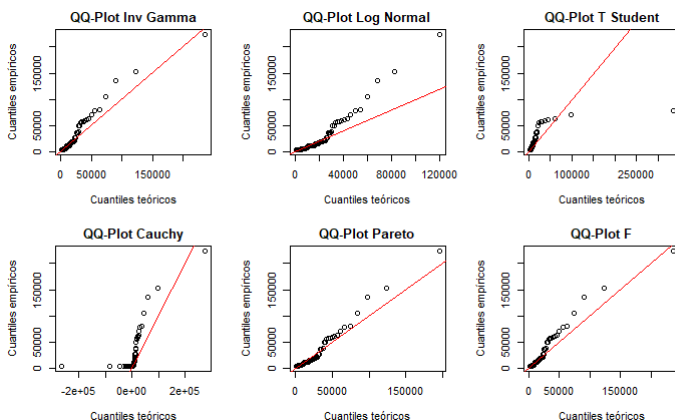 QQ-Plot Inv Gamma
Cuantiles empíricos
0 50000 150000
0 50000 150000
Cuantiles teóricos
QQ-Plot Log Normal
Cuantiles empíricos
0 50000 150000
0 40000 80000 120000
Cuantiles teóricos
QQ-Plot T Student
Cuantiles empíricos
0 50000 150000
0 100000 250000
Cuantiles teóricos
QQ-Plot Cauchy
Cuantiles empíricos
0 50000 150000
-2e+05 0e+00 2e+05
Cuantiles teóricos
QQ-Plot Pareto
Cuantiles empíricos
0 50000 150000
0 50000 150000
Cuantiles teóricos
QQ-Plot F
Cuantiles empíricos
0 50000 150000
0 50000 150000
Cuantiles teóricos